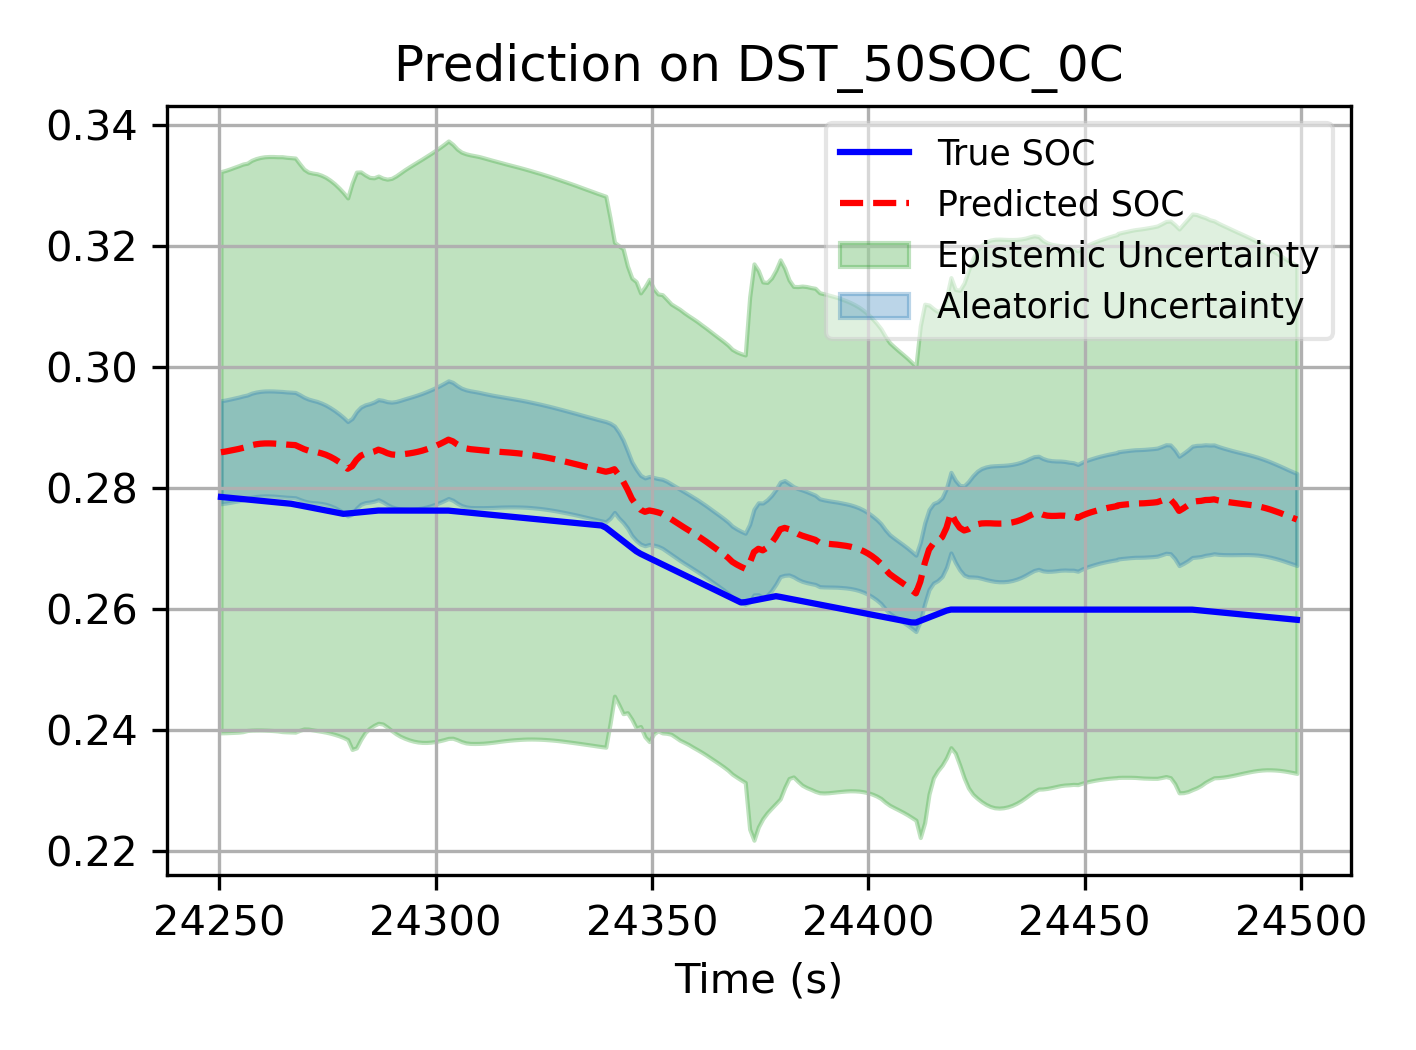 Prediction on DST_50SOC_0C
0.34
0.32
0.30
0.28
0.26
0.24
0.22
True SOC
Predicted SOC
Epistemic Uncertainty
Aleatoric Uncertainty
24250 24300 24350 24400 24450 24500
Time (s)